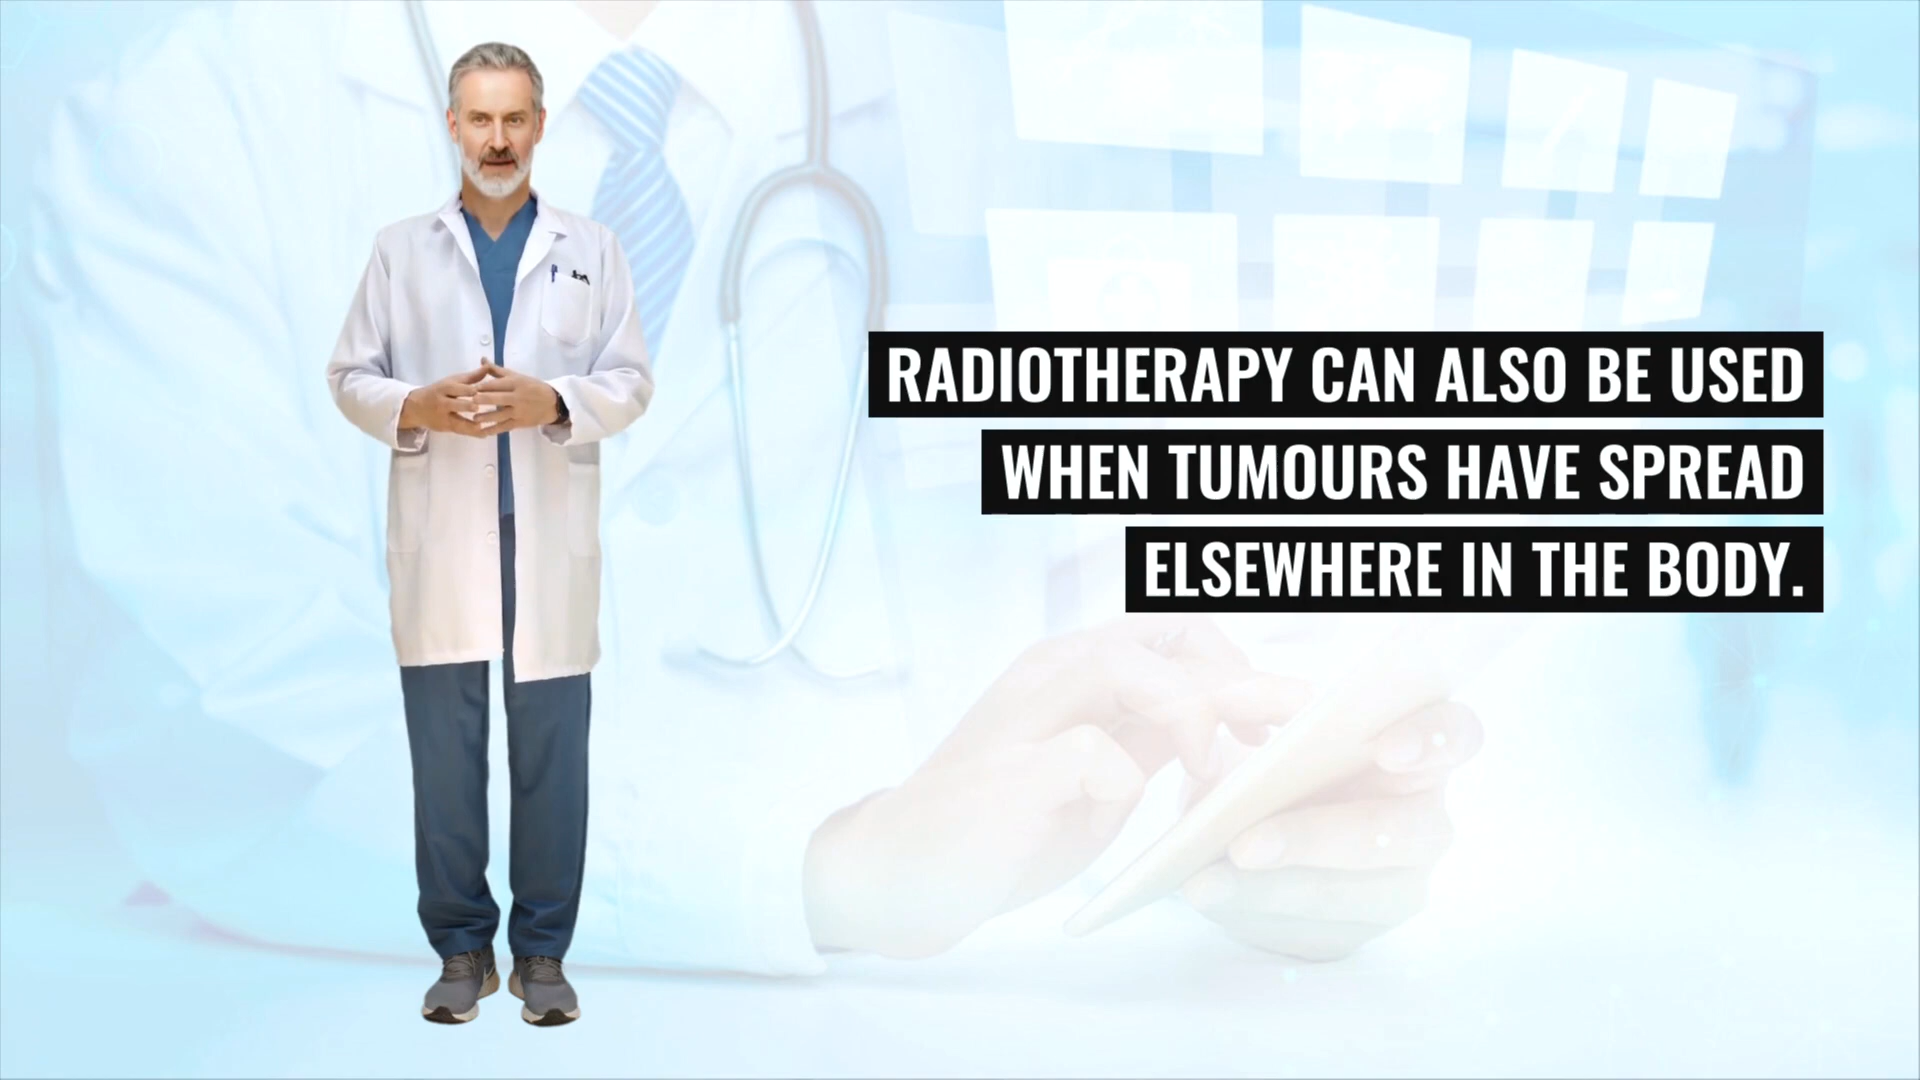 RADIOTHERAPY CAN ALSO BE USED
WHEN TUMOURS HAVE SPREAD
ELSEWHERE IN THE BODY.